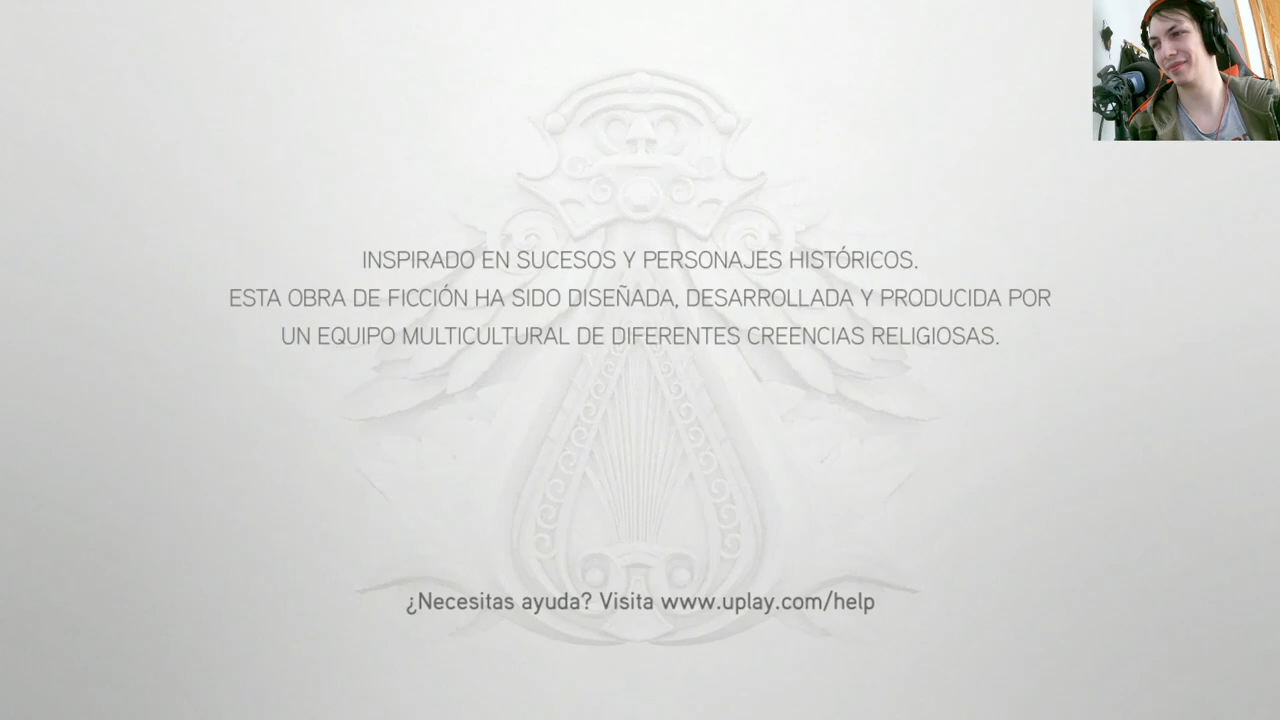 INSPIRADO EN SUCESOS Y PERSONAJES HISTÓRICOS.
ESTA OBRA DE FICCIÓN HA SIDO DISEÑADA, DESARROLLADA Y PRODUCIDA POR
UN EQUIPO MULTICULTURAL DE DIFERENTES CREENCIAS RELIGIOSAS.
¿Necesitas ayuda? Visita www.uplay.com/help